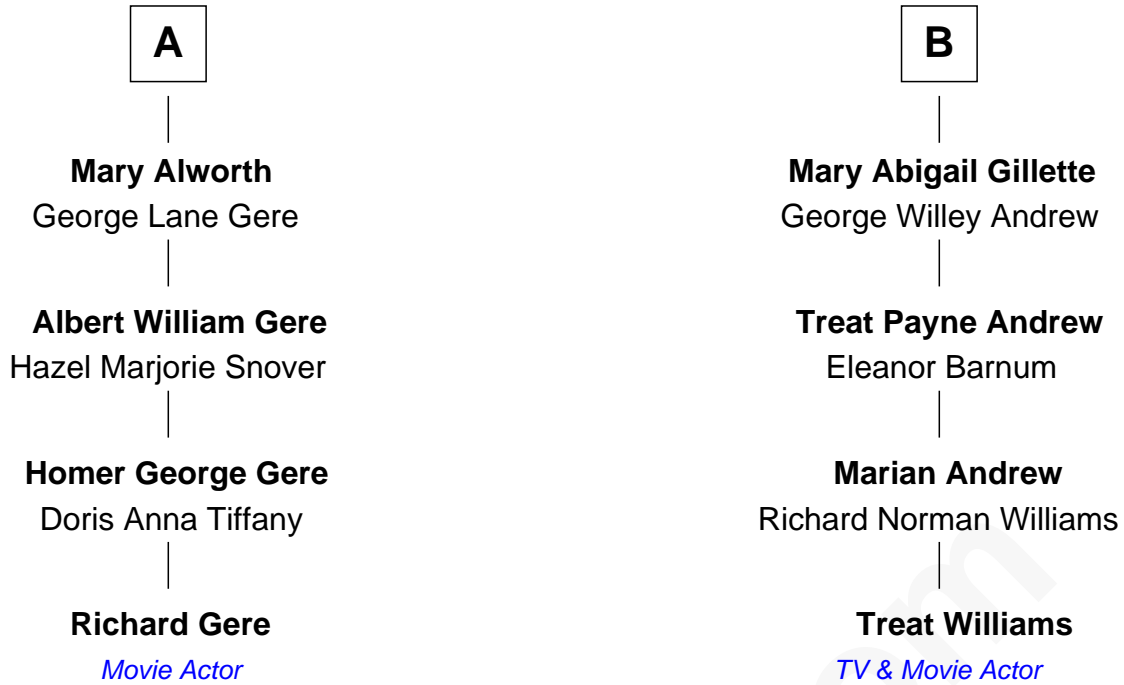 A
B
Mary Alworth
George Lane Gere
Mary Abigail Gillette
George Willey Andrew
Albert William Gere
Hazel Marjorie Snover
Treat Payne Andrew
Eleanor Barnum
Homer George Gere
Doris Anna Tiffany
Marian Andrew
Richard Norman Williams
Richard Gere
Movie Actor
Treat Williams
TV & Movie Actor
om